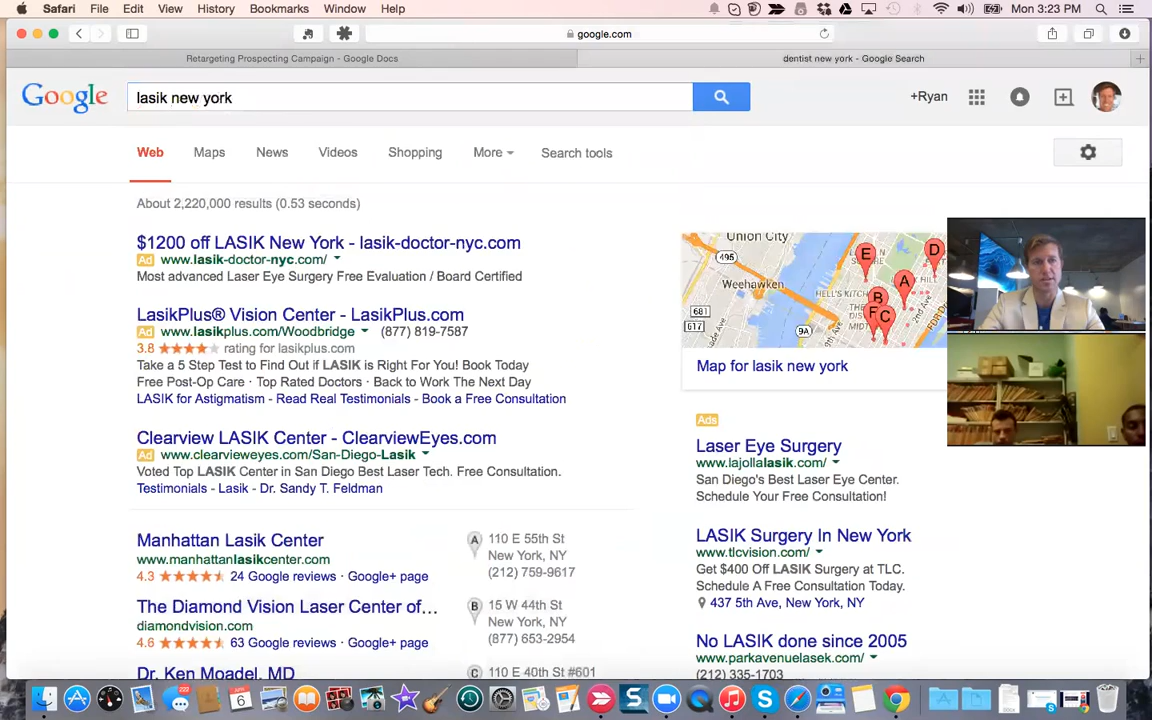 Safari File Edit View History Bookmarks Window Help
Mon 3:23 PM
google.com
Retargeting Prospecting Campaign - Google Docs
dentist new york - Google Search
Google
lasik new york
+Ryan
Web Maps News Videos Shopping More Search tools
About 2,220,000 results (0.53 seconds)
$1200 off LASIK New York - lasik-doctor-nyc.com
Ad www.lasik-doctor-nyc.com/
Most advanced Laser Eye Surgery Free Evaluation / Board Certified
LasikPlus® Vision Center - LasikPlus.com
Ad www.lasikplus.com/Woodbridge (877) 819-7587
3.8 rating for lasikplus.com
Take a 5 Step Test to Find Out if LASIK is Right For You! Book Today
Free Post-Op Care · Top Rated Doctors · Back to Work The Next Day
LASIK for Astigmatism - Read Real Testimonials - Book a Free Consultation
Clearview LASIK Center - ClearviewEyes.com
Ad www.clearvieweyes.com/San-Diego-Lasik
Voted Top LASIK Center in San Diego Best Laser Tech. Free Consultation.
Testimonials - Lasik - Dr. Sandy T. Feldman
Manhattan Lasik Center
www.manhattanlasikcenter.com
4.3 24 Google reviews · Google+ page
A 110 E 55th St
New York, NY
(212) 759-9617
The Diamond Vision Laser Center of...
diamondvision.com
4.6 63 Google reviews · Google+ page
B 15 W 44th St
New York, NY
(877) 653-2954
Dr. Ken Moadel, MD
C 110 E 40th St #601
Union City
495
Weehawken
HELL'S KITCHEN
681
617
9A
2nd Ave
E
D
A
B
F
C
Map for lasik new york
Ads
Laser Eye Surgery
www.lajollalasik.com/
San Diego's Best Laser Eye Center.
Schedule Your Free Consultation!
LASIK Surgery In New York
www.tlcvision.com/
Get $400 Off LASIK Surgery at TLC.
Schedule A Free Consultation Today.
437 5th Ave, New York, NY
No LASIK done since 2005
www.parkavenuelasek.com/
(212) 335-1703